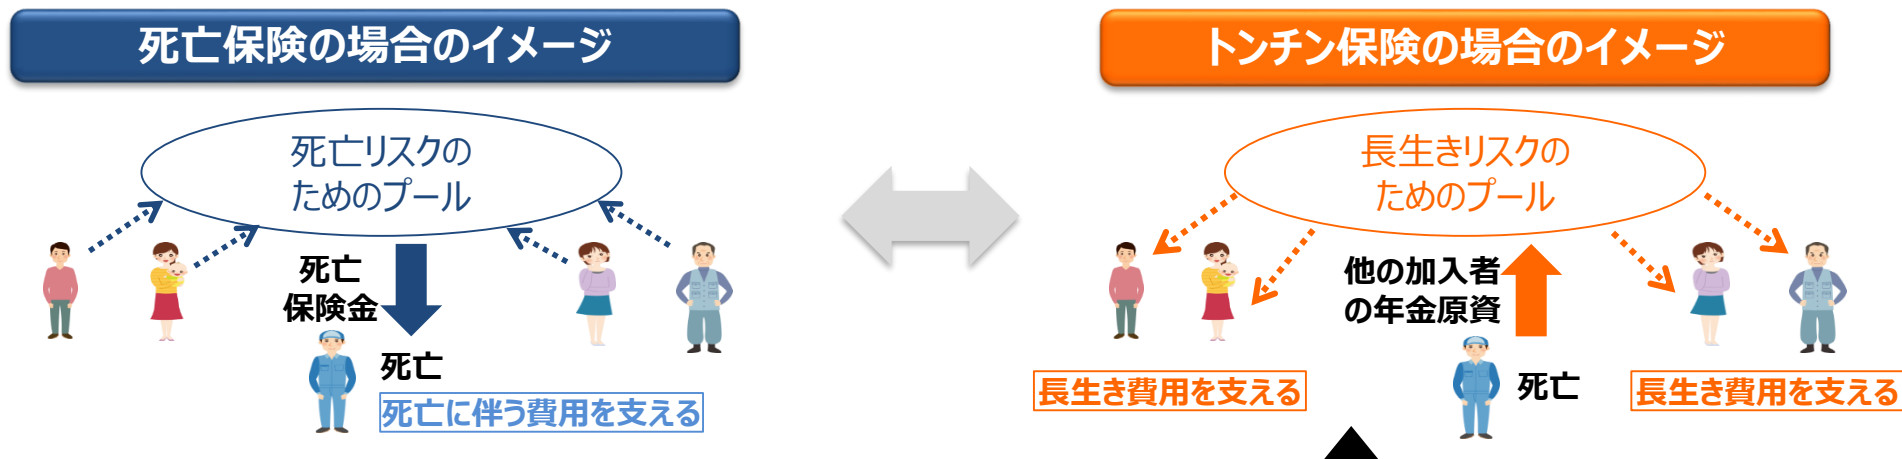 死亡保険の場合のイメージ
死亡リスクの
ためのプール
死亡
保険金
死亡
死亡に伴う費用を支える
トンチン保険の場合のイメージ
長生きリスクの
ためのプール
他の加入者
の年金原資
長生き費用を支える
死亡
長生き費用を支える